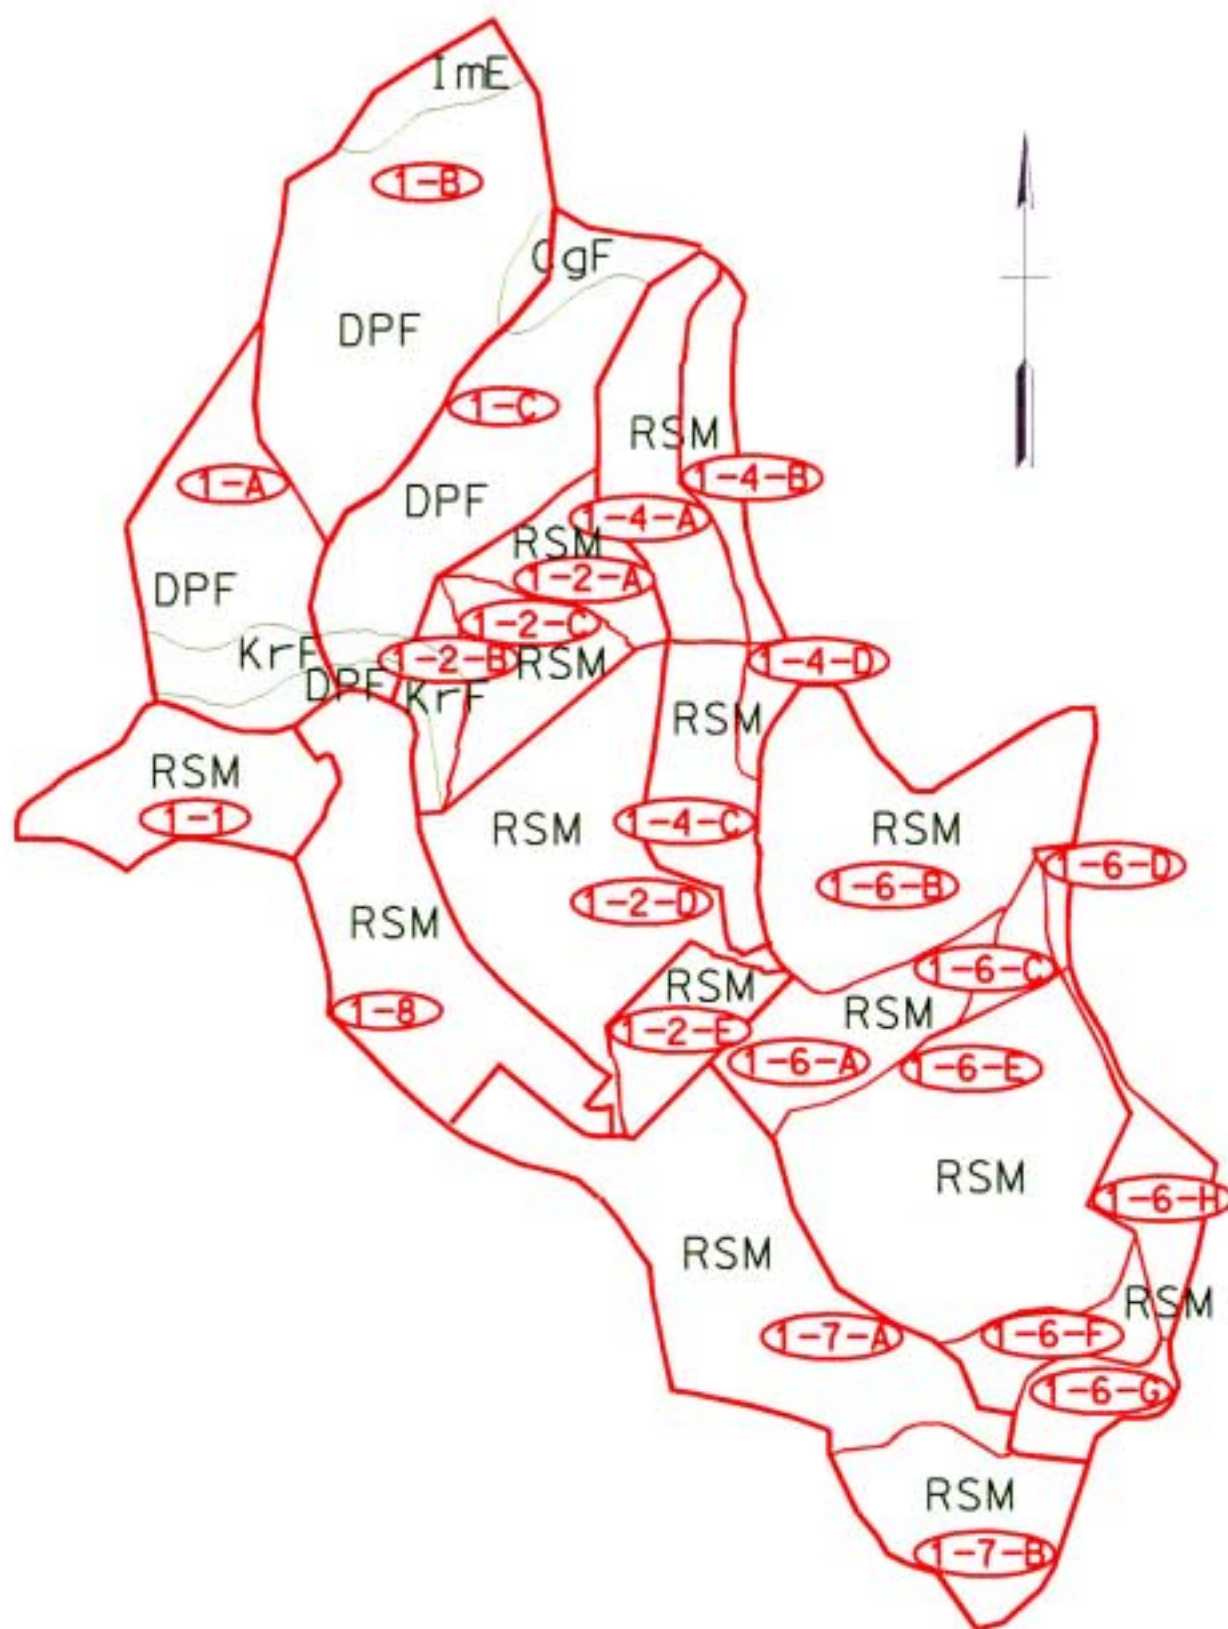 ImE
1-B
CgF
DPF
1-C
RSM
1-4-B
1-A
DPF
1-4-A
RSM
1-2-A
DPF
1-2-C
KrF
1-2-B
RSM
1-4-D
DPF
KrF
RSM
RSM
1-1
RSM
1-4-C
RSM
1-6-D
1-6-B
1-2-D
RSM
1-6-C
RSM
RSM
1-8
1-2-E
1-6-A
1-6-E
RSM
1-6-H
RSM
RSM
1-7-A
1-6-F
1-6-G
RSM
1-7-B